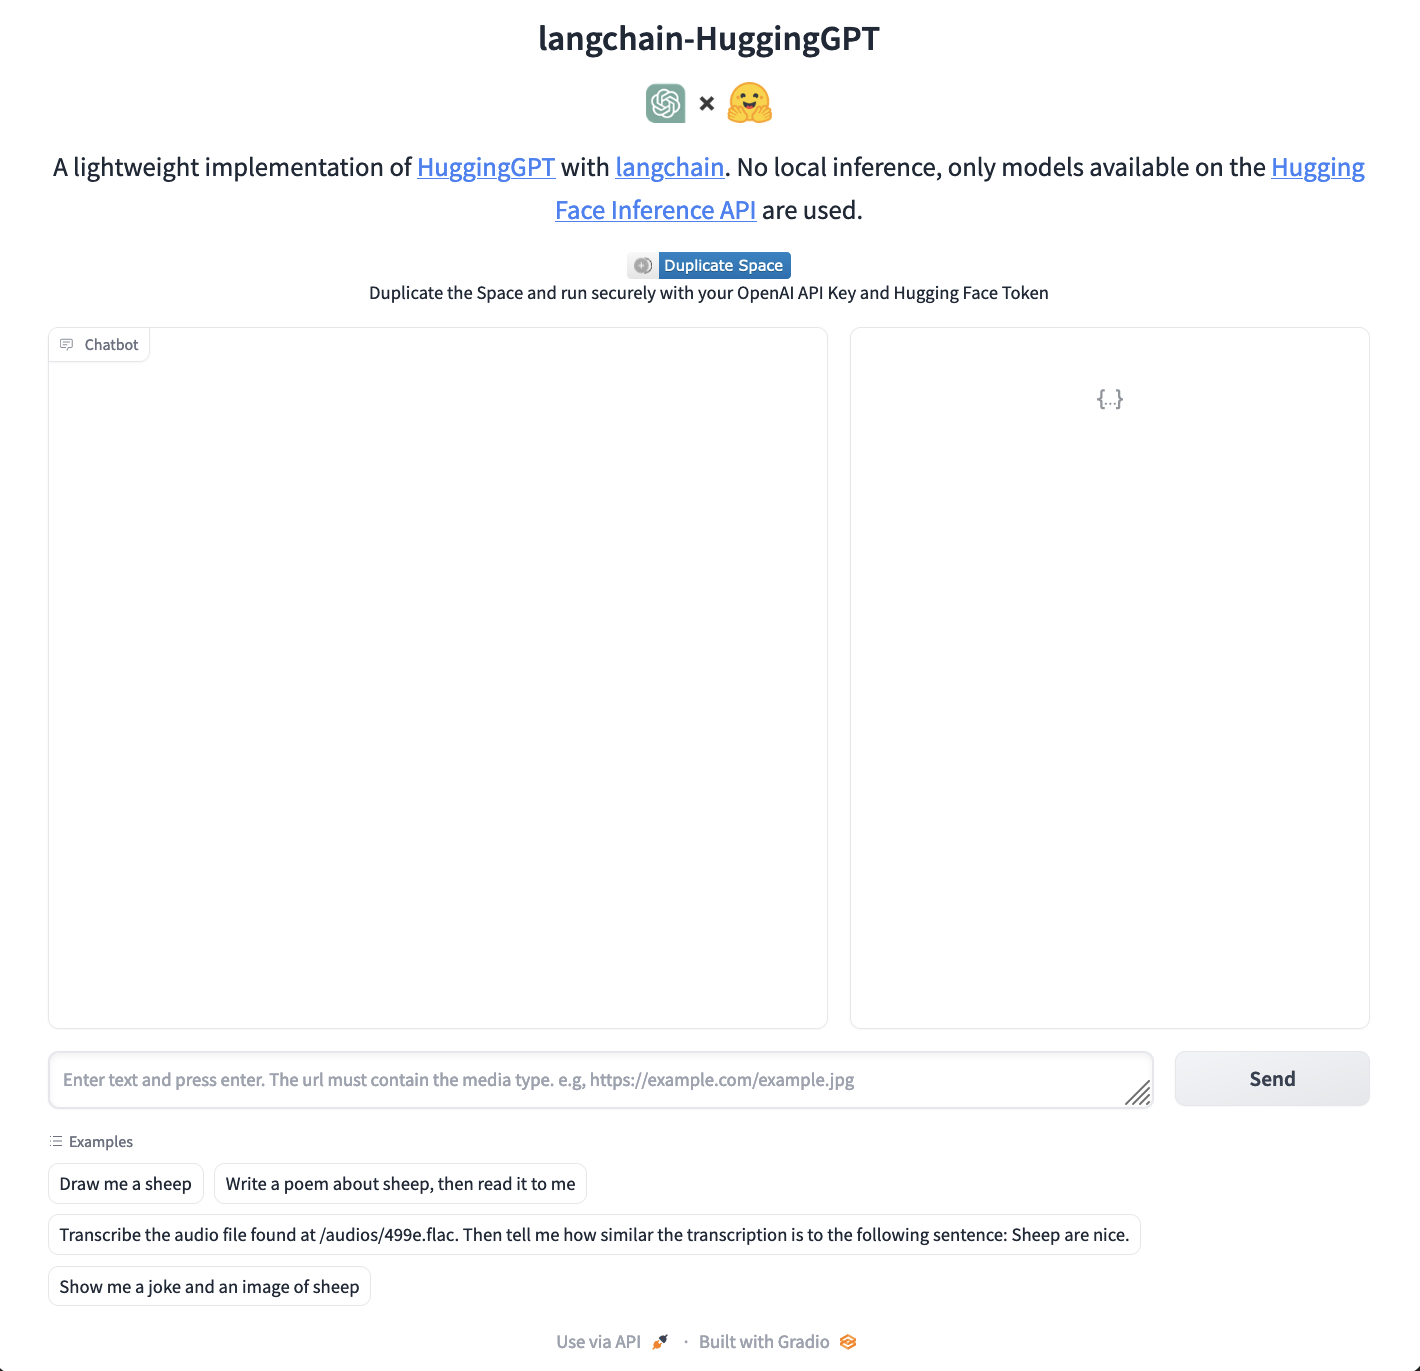 langchain-HuggingGPT
A lightweight implementation of HuggingGPT with langchain. No local inference, only models available on the Hugging
Face Inference API are used.
Duplicate Space
Duplicate the Space and run securely with your OpenAI API Key and Hugging Face Token
Chatbot
{...}
Enter text and press enter. The url must contain the media type. e.g, https://example.com/example.jpg
Send
Examples
Draw me a sheep
Write a poem about sheep, then read it to me
Transcribe the audio file found at /audios/499e.flac. Then tell me how similar the transcription is to the following sentence: Sheep are nice.
Show me a joke and an image of sheep
Use via API · Built with Gradio